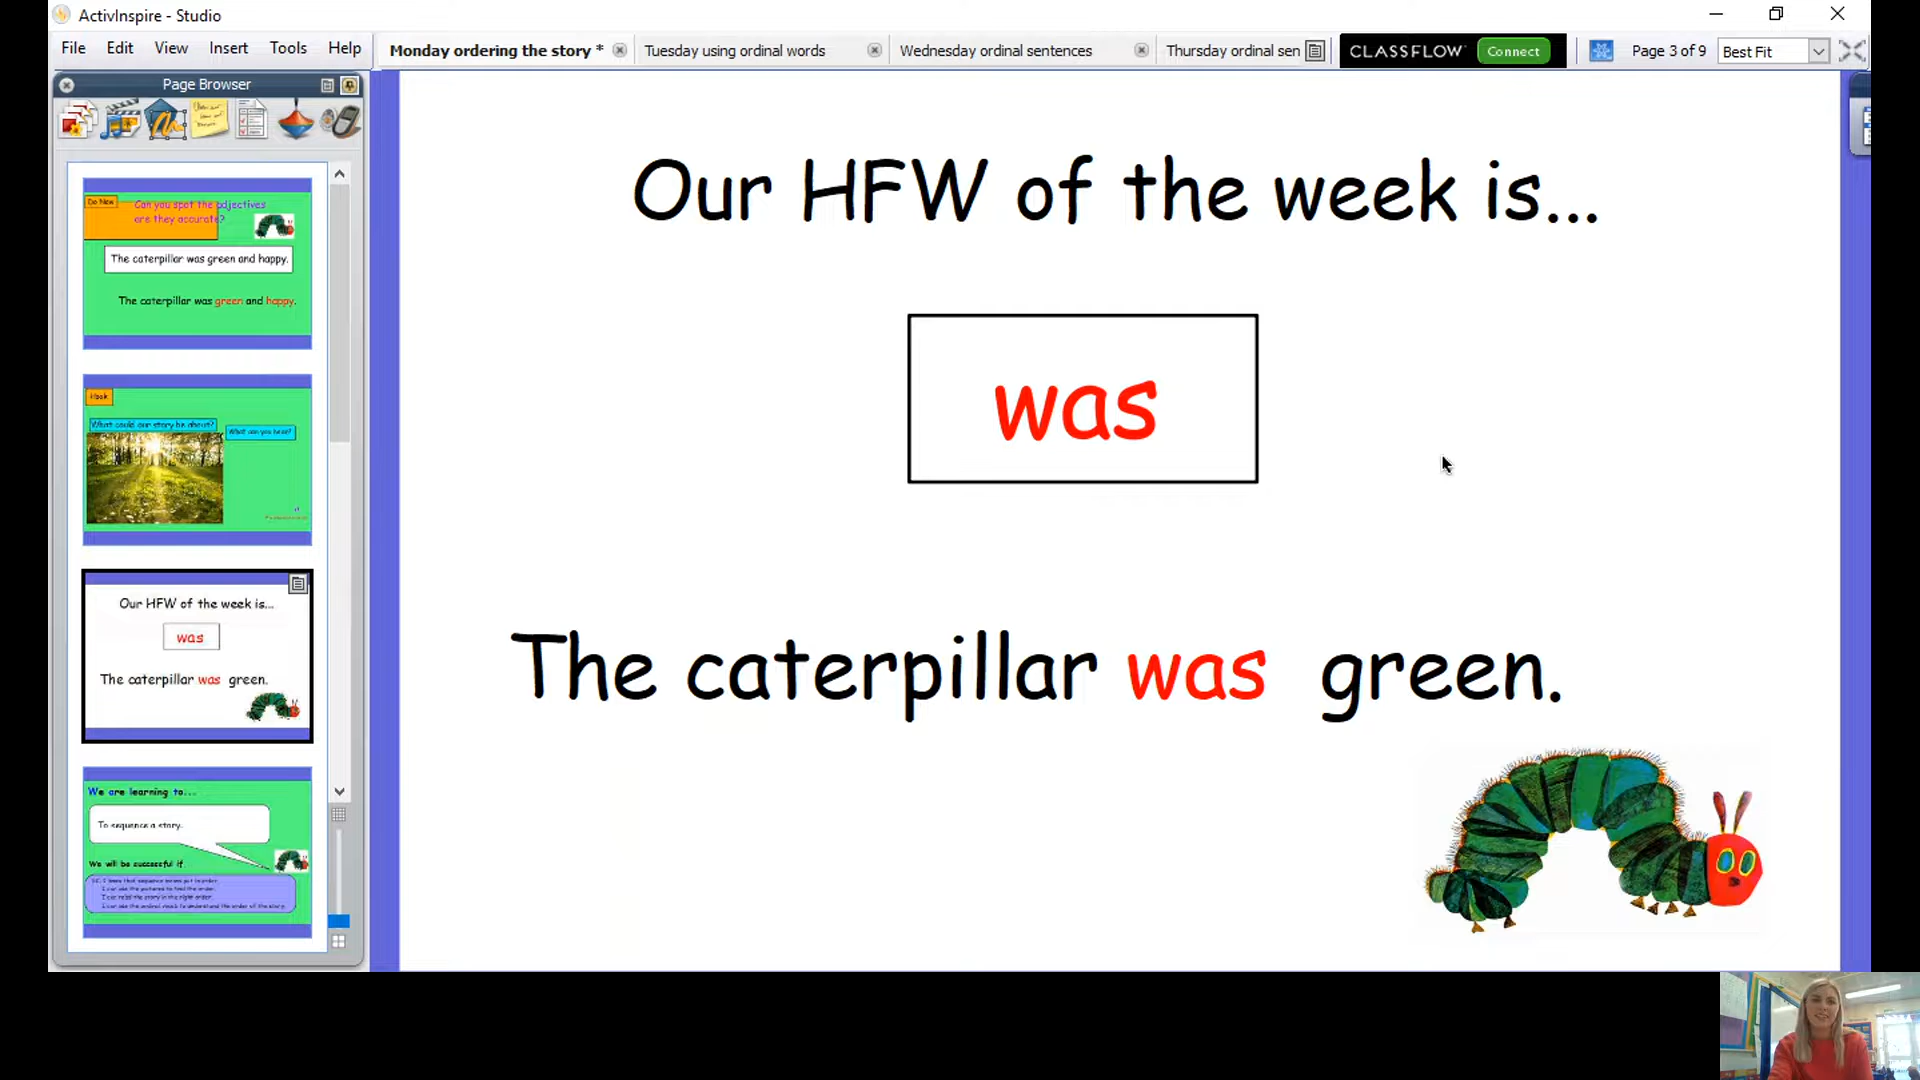 ActivInspire - Studio
File Edit View Insert Tools Help
Monday ordering the story *
Tuesday using ordinal words
Wednesday ordinal sentences
Thursday ordinal sen
CLASSFLOW Connect
Page 3 of 9
Best Fit
Page Browser
Do Now
Can you spot the adjectives
are they accurate?
The caterpillar was green and happy.
The caterpillar was green and happy.
Hook
What could our story be about?
What can you hear?
Our HFW of the week is...
was
The caterpillar was green.
We are learning to...
To sequence a story.
We will be successful if
Our HFW of the week is...
was
The caterpillar was green.